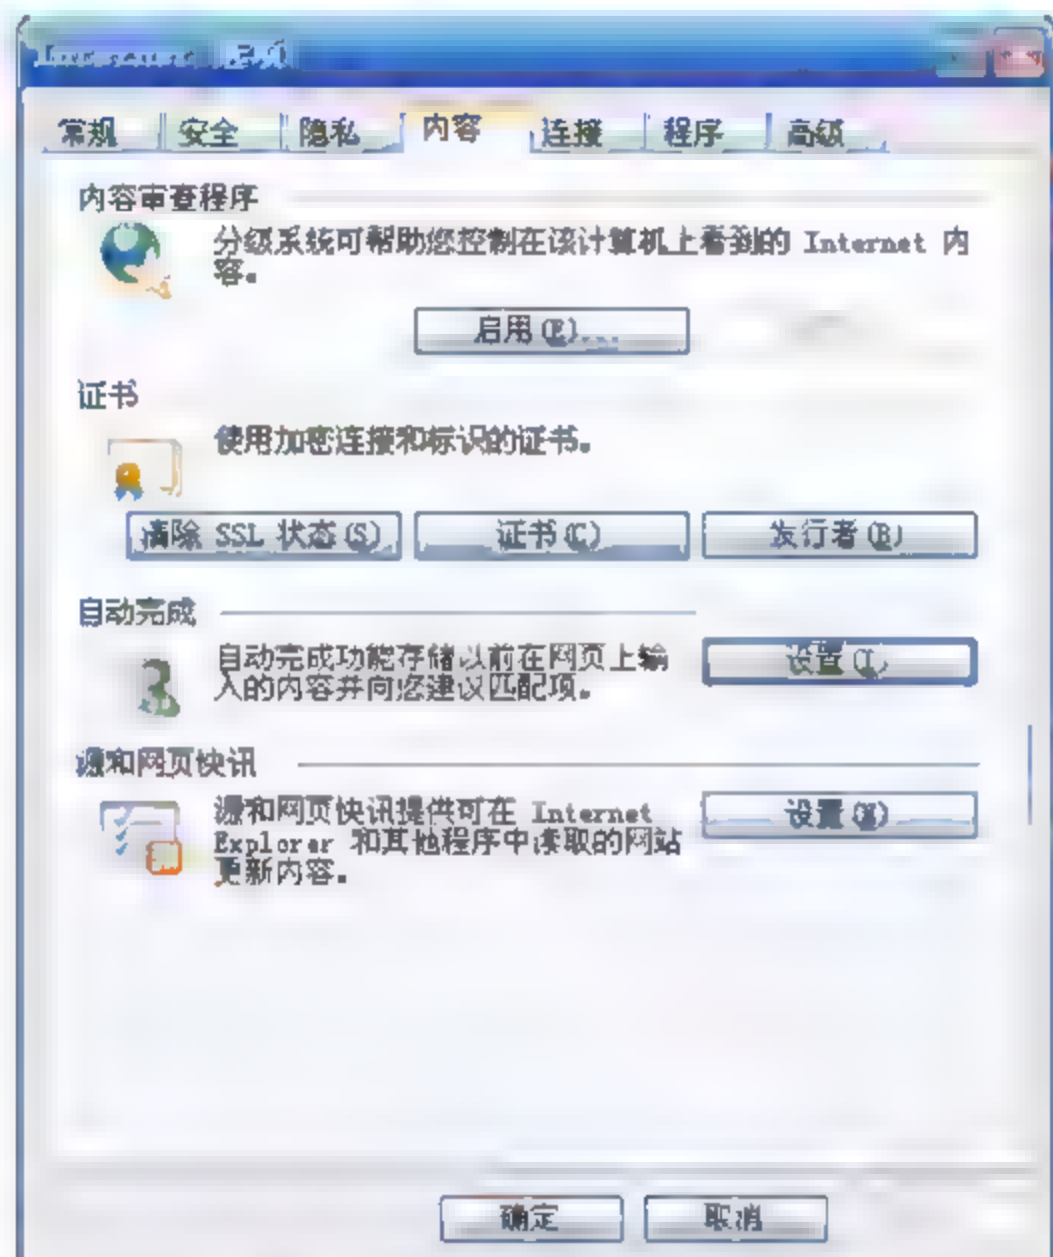 Internet 选项
常规 安全 隐私 内容 连接 程序 高级
内容审查程序
分级系统可帮助您控制在该计算机上看到的 Internet 内
容。
启用(E)...
证书
使用加密连接和标识的证书。
清除 SSL 状态(S) 证书(C) 发行者(B)
自动完成
自动完成功能存储以前在网页上输
入的内容并向您建议匹配项。
设置(I)
源和网页快讯
源和网页快讯提供可在 Internet
Explorer 和其他程序中读取的网站
更新内容。
设置(N)
确定 取消